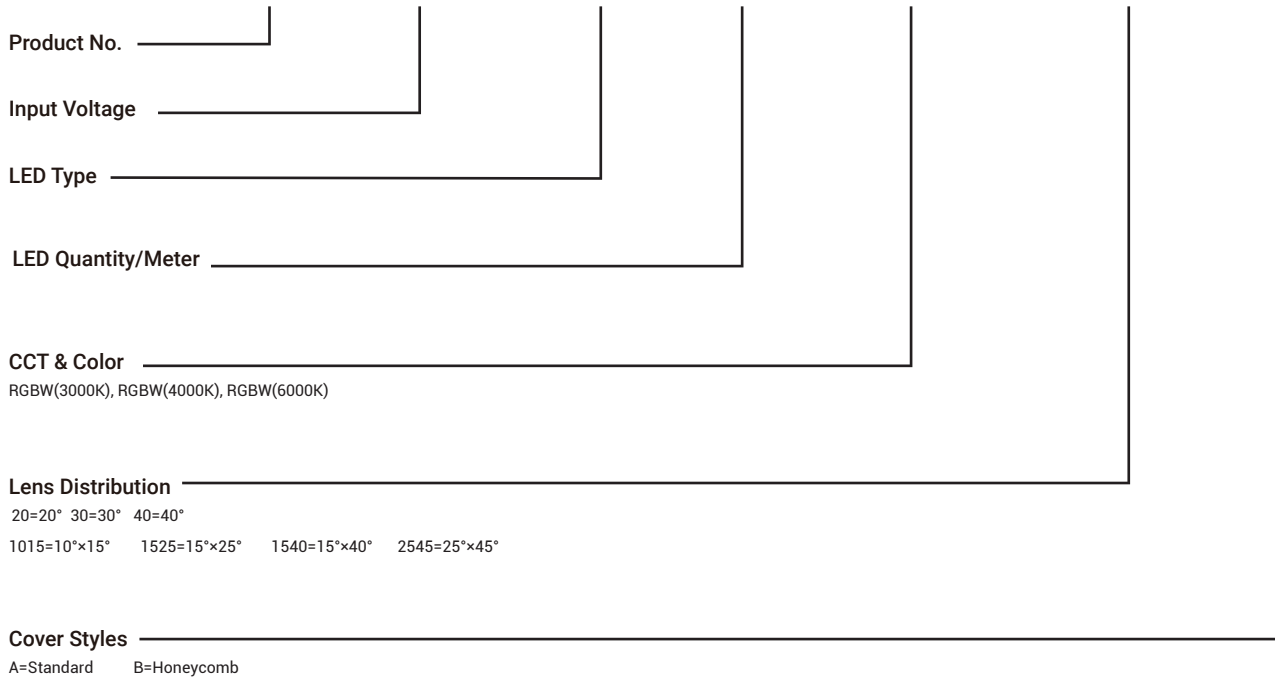 Product No.
Input Voltage
LED Type
LED Quantity/Meter
CCT & Color
RGBW(3000K), RGBW(4000K), RGBW(6000K)
Lens Distribution
20=20° 30=30° 40=40°
1015=10°×15° 1525=15°×25° 1540=15°×40° 2545=25°×45°
Cover Styles
A=Standard B=Honeycomb